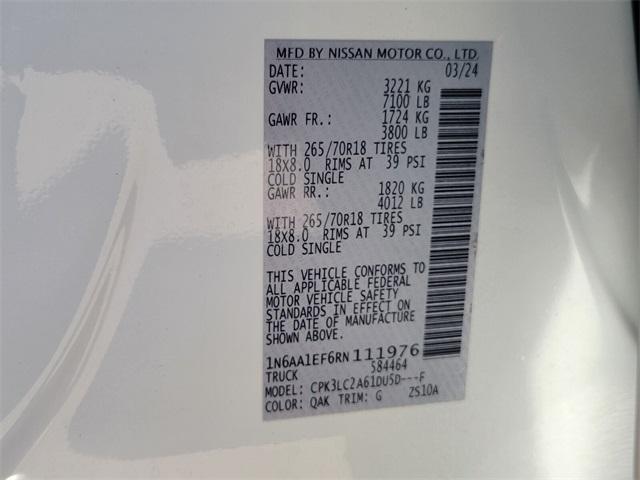 MFD BY NISSAN MOTOR CO., LTD.
DATE: 03/24
GVWR: 3221 KG
7100 LB
GAWR FR.: 1724 KG
3800 LB
WITH 265/70R18 TIRES
18X8.0 RIMS AT 39 PSI
COLD SINGLE
GAWR RR.: 1820 KG
4012 LB
WITH 265/70R18 TIRES
18X8.0 RIMS AT 39 PSI
COLD SINGLE
THIS VEHICLE CONFORMS TO
ALL APPLICABLE FEDERAL
MOTOR VEHICLE SAFETY
STANDARDS IN EFFECT ON
THE DATE OF MANUFACTURE
SHOWN ABOVE.
1N6AA1EF6RN111976
TRUCK 584464
MODEL: CPK3LC2A61DU5D---F
COLOR: QAK TRIM: G ZS10A